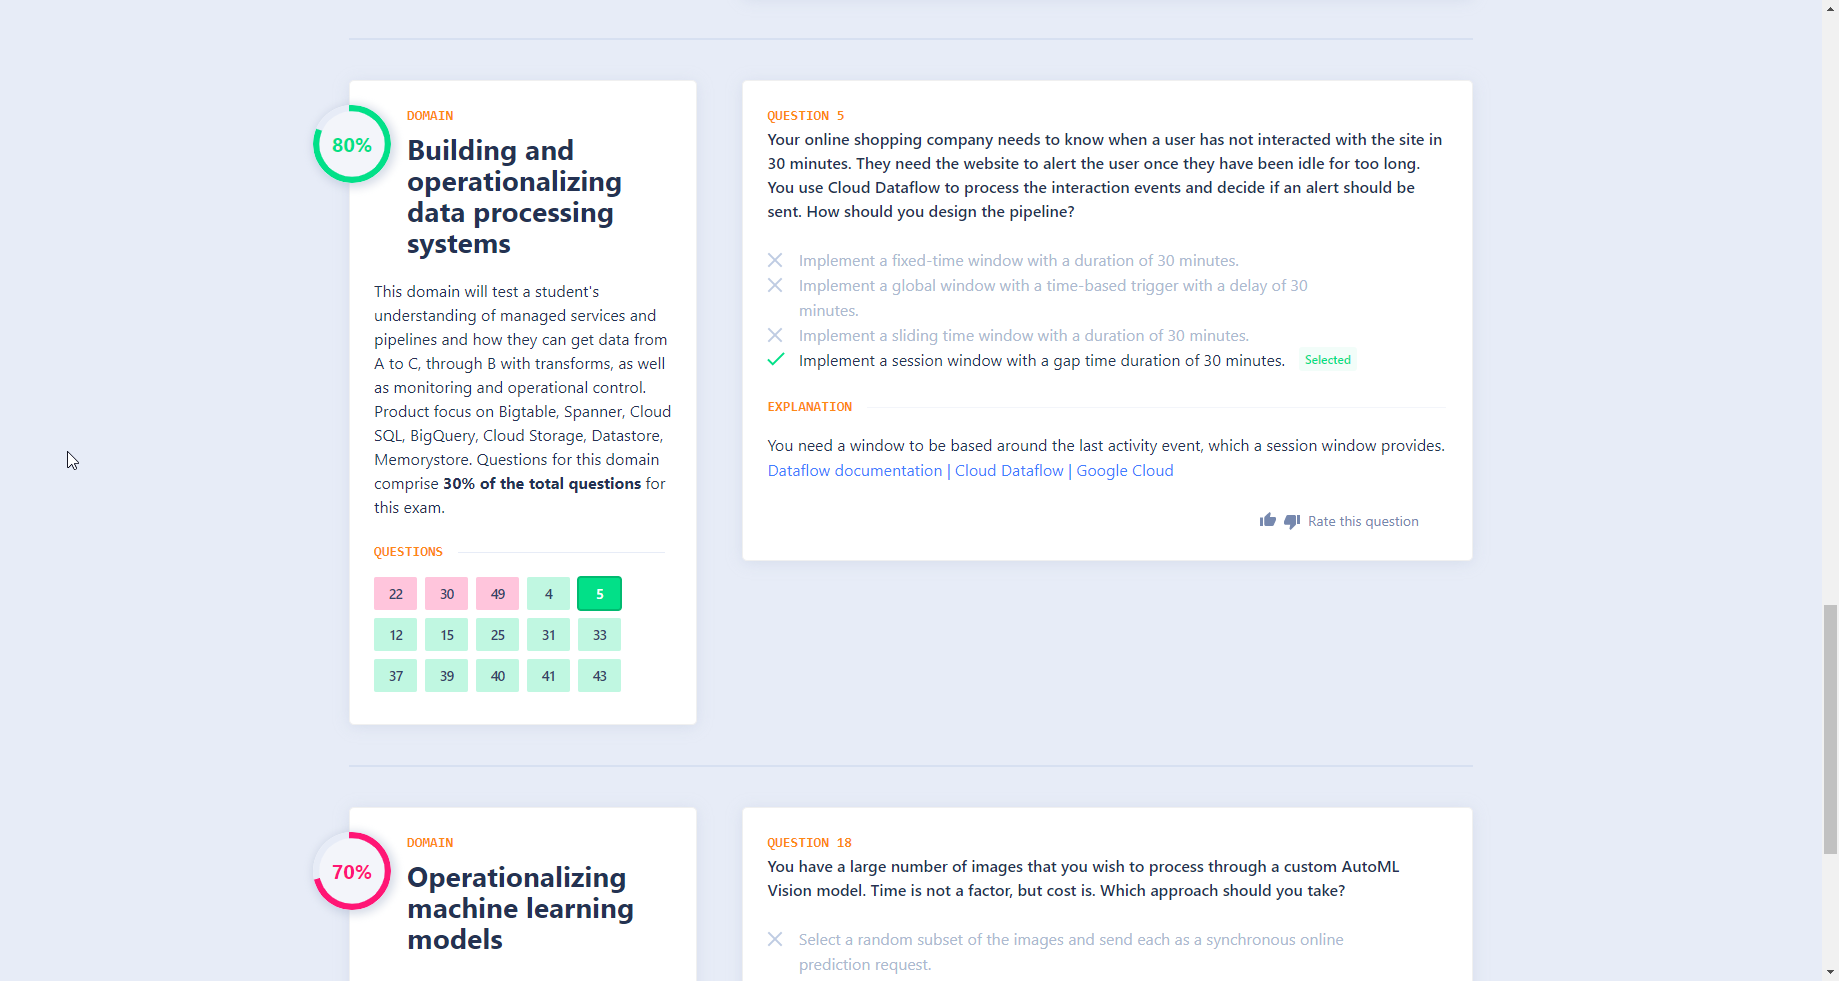 80%
DOMAIN
Building and
operationalizing
data processing
systems
This domain will test a student's
understanding of managed services and
pipelines and how they can get data from
A to C, through B with transforms, as well
as monitoring and operational control.
Product focus on Bigtable, Spanner, Cloud
SQL, BigQuery, Cloud Storage, Datastore,
Memorystore. Questions for this domain
comprise 30% of the total questions for
this exam.
QUESTIONS
22 30 49 4 5
12 15 25 31 33
37 39 40 41 43
QUESTION 5
Your online shopping company needs to know when a user has not interacted with the site in
30 minutes. They need the website to alert the user once they have been idle for too long.
You use Cloud Dataflow to process the interaction events and decide if an alert should be
sent. How should you design the pipeline?
Implement a fixed-time window with a duration of 30 minutes.
Implement a global window with a time-based trigger with a delay of 30
minutes.
Implement a sliding time window with a duration of 30 minutes.
Implement a session window with a gap time duration of 30 minutes. Selected
EXPLANATION
You need a window to be based around the last activity event, which a session window provides.
Dataflow documentation | Cloud Dataflow | Google Cloud
Rate this question
70%
DOMAIN
Operationalizing
machine learning
models
QUESTION 18
You have a large number of images that you wish to process through a custom AutoML
Vision model. Time is not a factor, but cost is. Which approach should you take?
Select a random subset of the images and send each as a synchronous online
prediction request.